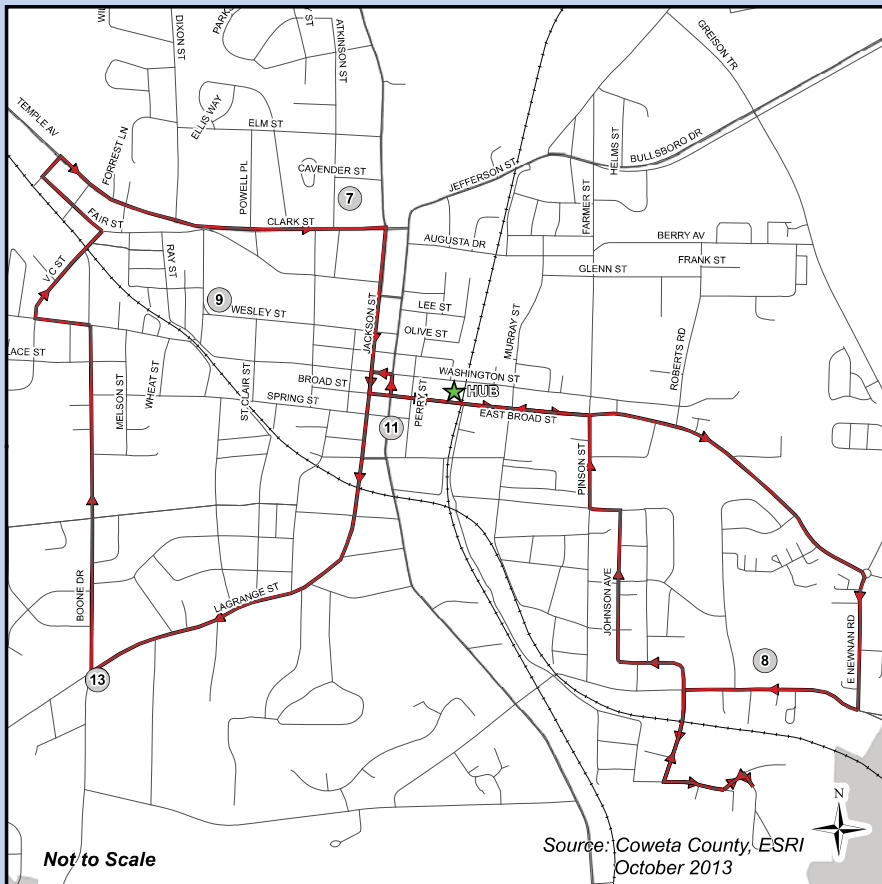 WI
DIXON ST
PARKS
ST
ATKINSON ST
GREISON TR
TEMPLE AV
FORREST LN
ELLIS WAY
ELM ST
POWELL PL
CAVENDER ST
7
JEFFERSON ST
HELMS ST
BULLSBORO DR
FARMER ST
FAIR ST
CLARK ST
AUGUSTA DR
BERRY AV
FRANK ST
GLENN ST
V C ST
RAY ST
9
WESLEY ST
JACKSON ST
LEE ST
OLIVE ST
MURRAY ST
ROBERTS RD
LACE ST
MELSON ST
WHEAT ST
ST. CLAIR ST
BROAD ST
SPRING ST
WASHINGTON ST
HUB
PERRY ST
11
EAST BROAD ST
PINSON ST
BOONE DR
LAGRANGE ST
JOHNSON AVE
E NEWNAN RD
13
8
N
Not to Scale
Source: Coweta County, ESRI
October 2013